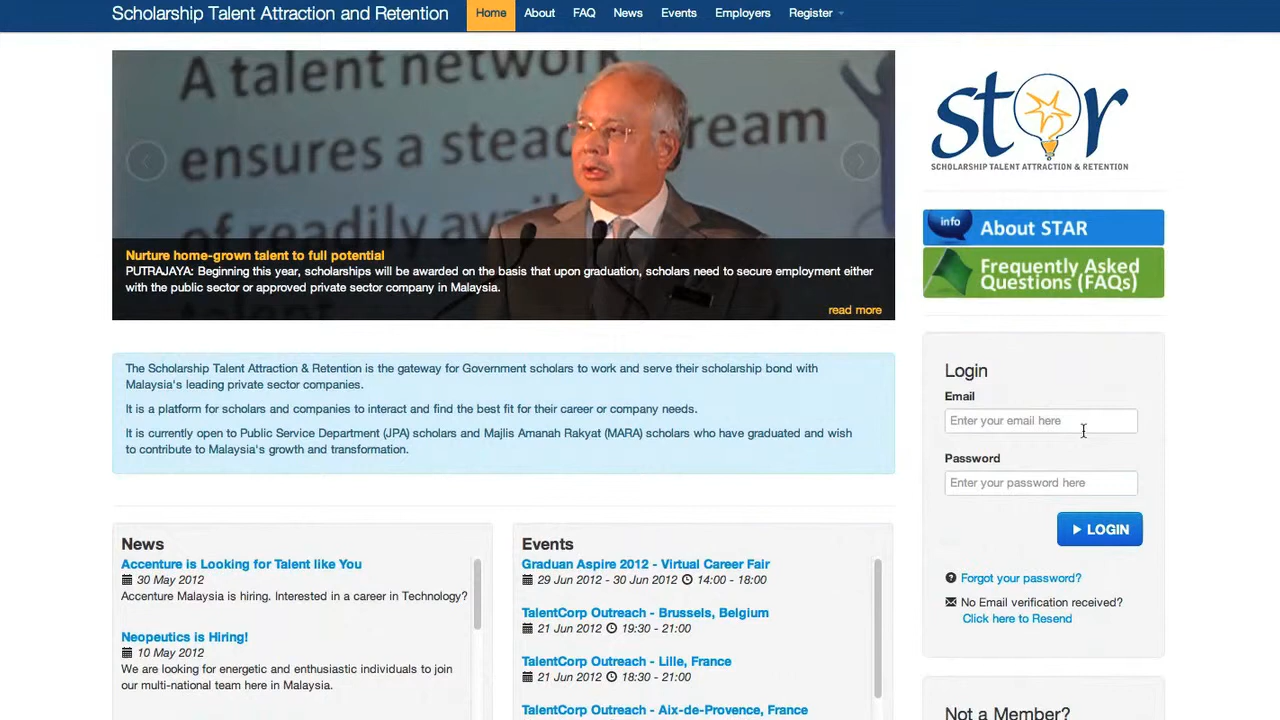 Scholarship Talent Attraction and Retention
Home About FAQ News Events Employers Register
A talent network
ensures a steady stream
of readily
Nurture home-grown talent to full potential
PUTRAJAYA: Beginning this year, scholarships will be awarded on the basis that upon graduation, scholars need to secure employment either
with the public sector or approved private sector company in Malaysia.
read more
The Scholarship Talent Attraction & Retention is the gateway for Government scholars to work and serve their scholarship bond with
Malaysia's leading private sector companies.
It is a platform for scholars and companies to interact and find the best fit for their career or company needs.
It is currently open to Public Service Department (JPA) scholars and Majlis Amanah Rakyat (MARA) scholars who have graduated and wish
to contribute to Malaysia's growth and transformation.
News
Accenture is Looking for Talent like You
30 May 2012
Accenture Malaysia is hiring. Interested in a career in Technology?
Neopeutics is Hiring!
10 May 2012
We are looking for energetic and enthusiastic individuals to join
our multi-national team here in Malaysia.
Events
Graduan Aspire 2012 - Virtual Career Fair
29 Jun 2012 - 30 Jun 2012 14:00 - 18:00
TalentCorp Outreach - Brussels, Belgium
21 Jun 2012 19:30 - 21:00
TalentCorp Outreach - Lille, France
21 Jun 2012 18:30 - 21:00
TalentCorp Outreach - Aix-de-Provence, France
star
SCHOLARSHIP TALENT ATTRACTION & RETENTION
info About STAR
Frequently Asked
Questions (FAQs)
Login
Email
Enter your email here
Password
Enter your password here
LOGIN
Forgot your password?
No Email verification received?
Click here to Resend
Not a Member?